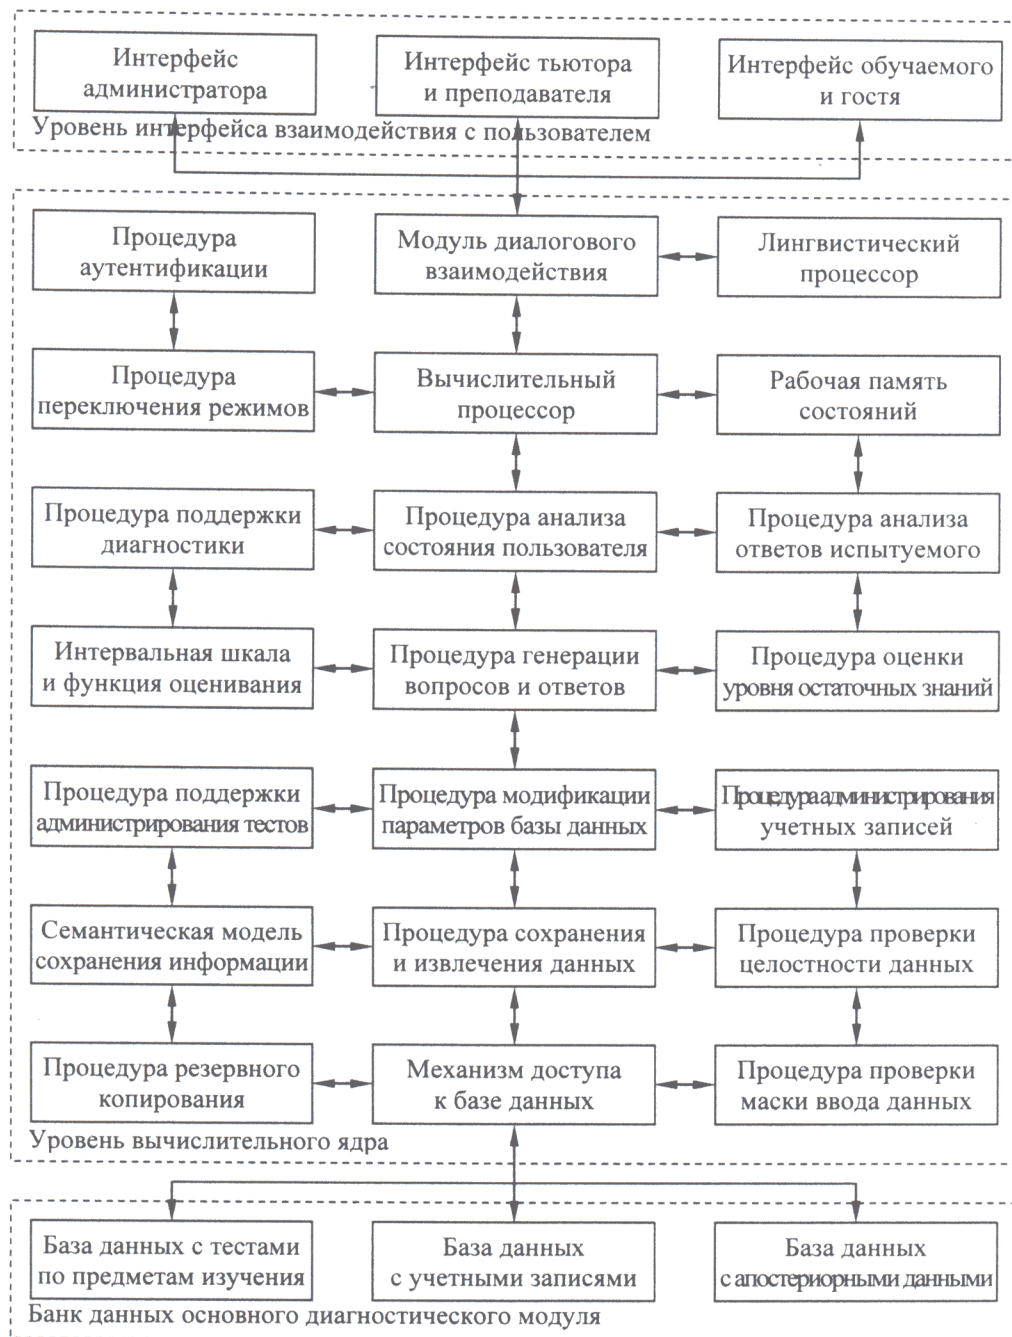 Интерфейс
администратора
Интерфейс тьютора
и преподавателя
Интерфейс обучаемого
и гостя
Уровень интерфейса взаимодействия с пользователем
Процедура
аутентификации
Модуль диалогового
взаимодействия
Лингвистический
процессор
Процедура
переключения режимов
Вычислительный
процессор
Рабочая память
состояний
Процедура поддержки
диагностики
Процедура анализа
состояния пользователя
Процедура анализа
ответов испытуемого
Интервальная шкала
и функция оценивания
Процедура генерации
вопросов и ответов
Процедура оценки
уровня остаточных знаний
Процедура поддержки
администрирования тестов
Процедура модификации
параметров базы данных
Процедура администрирования
учетных записей
Семантическая модель
сохранения информации
Процедура сохранения
и извлечения данных
Процедура проверки
целостности данных
Процедура резервного
копирования
Механизм доступа
к базе данных
Процедура проверки
маски ввода данных
Уровень вычислительного ядра
База данных с тестами
по предметам изучения
База данных
с учетными записями
База данных
с апостериорными данными
Банк данных основного диагностического модуля